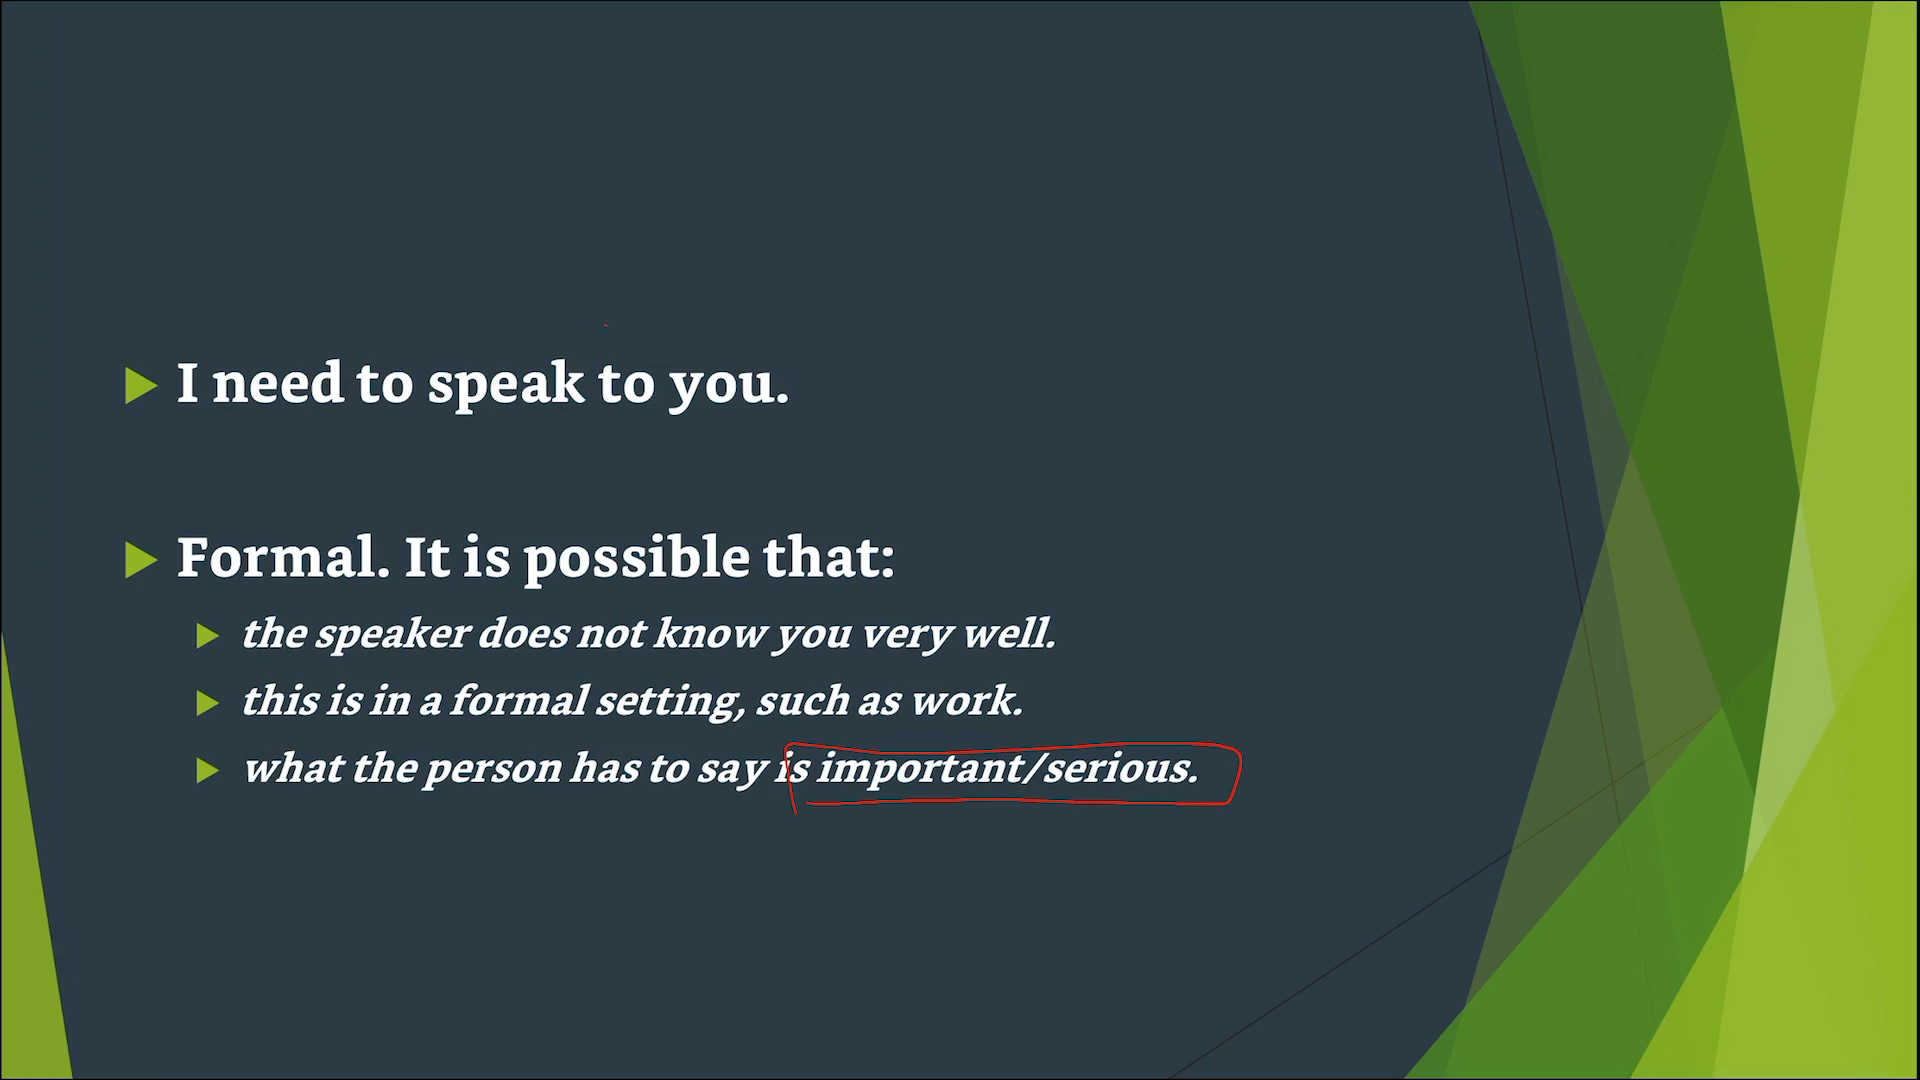 I need to speak to you.
Formal. It is possible that:
the speaker does not know you very well.
this is in a formal setting, such as work.
what the person has to say is important/serious.